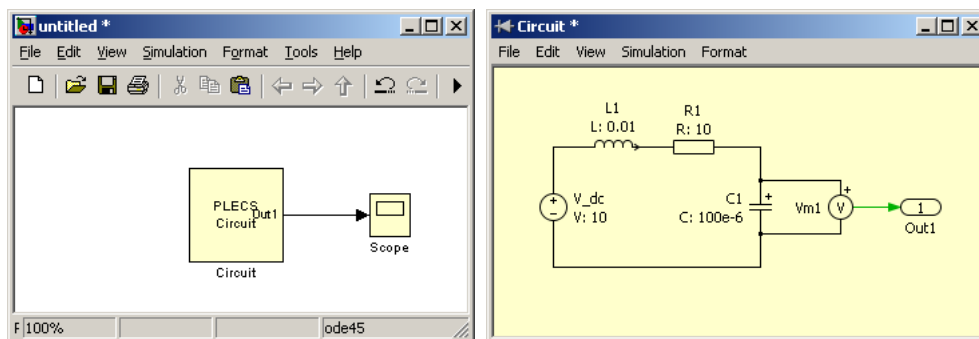 untitled *
File Edit View Simulation Format Tools Help
PLECS
Circuit
Out1
Circuit
Scope
F 100%
ode45
Circuit *
File Edit View Simulation Format
L1
L: 0.01
R1
R: 10
V_dc
V: 10
C1
C: 100e-6
+
Vm1
V
1
Out1